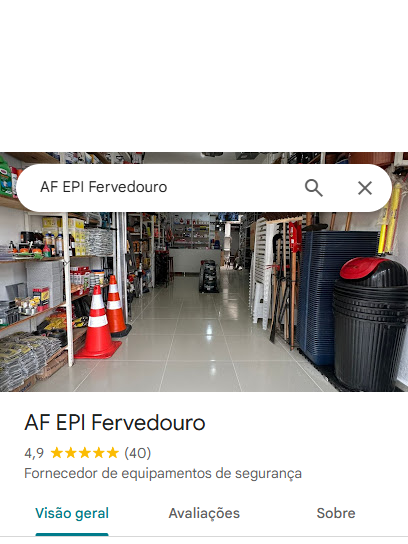 AF EPI Fervedouro
AF EPI Fervedouro
4,9 ★★★★★ (40)
Fornecedor de equipamentos de segurança
Visão geral Avaliações Sobre